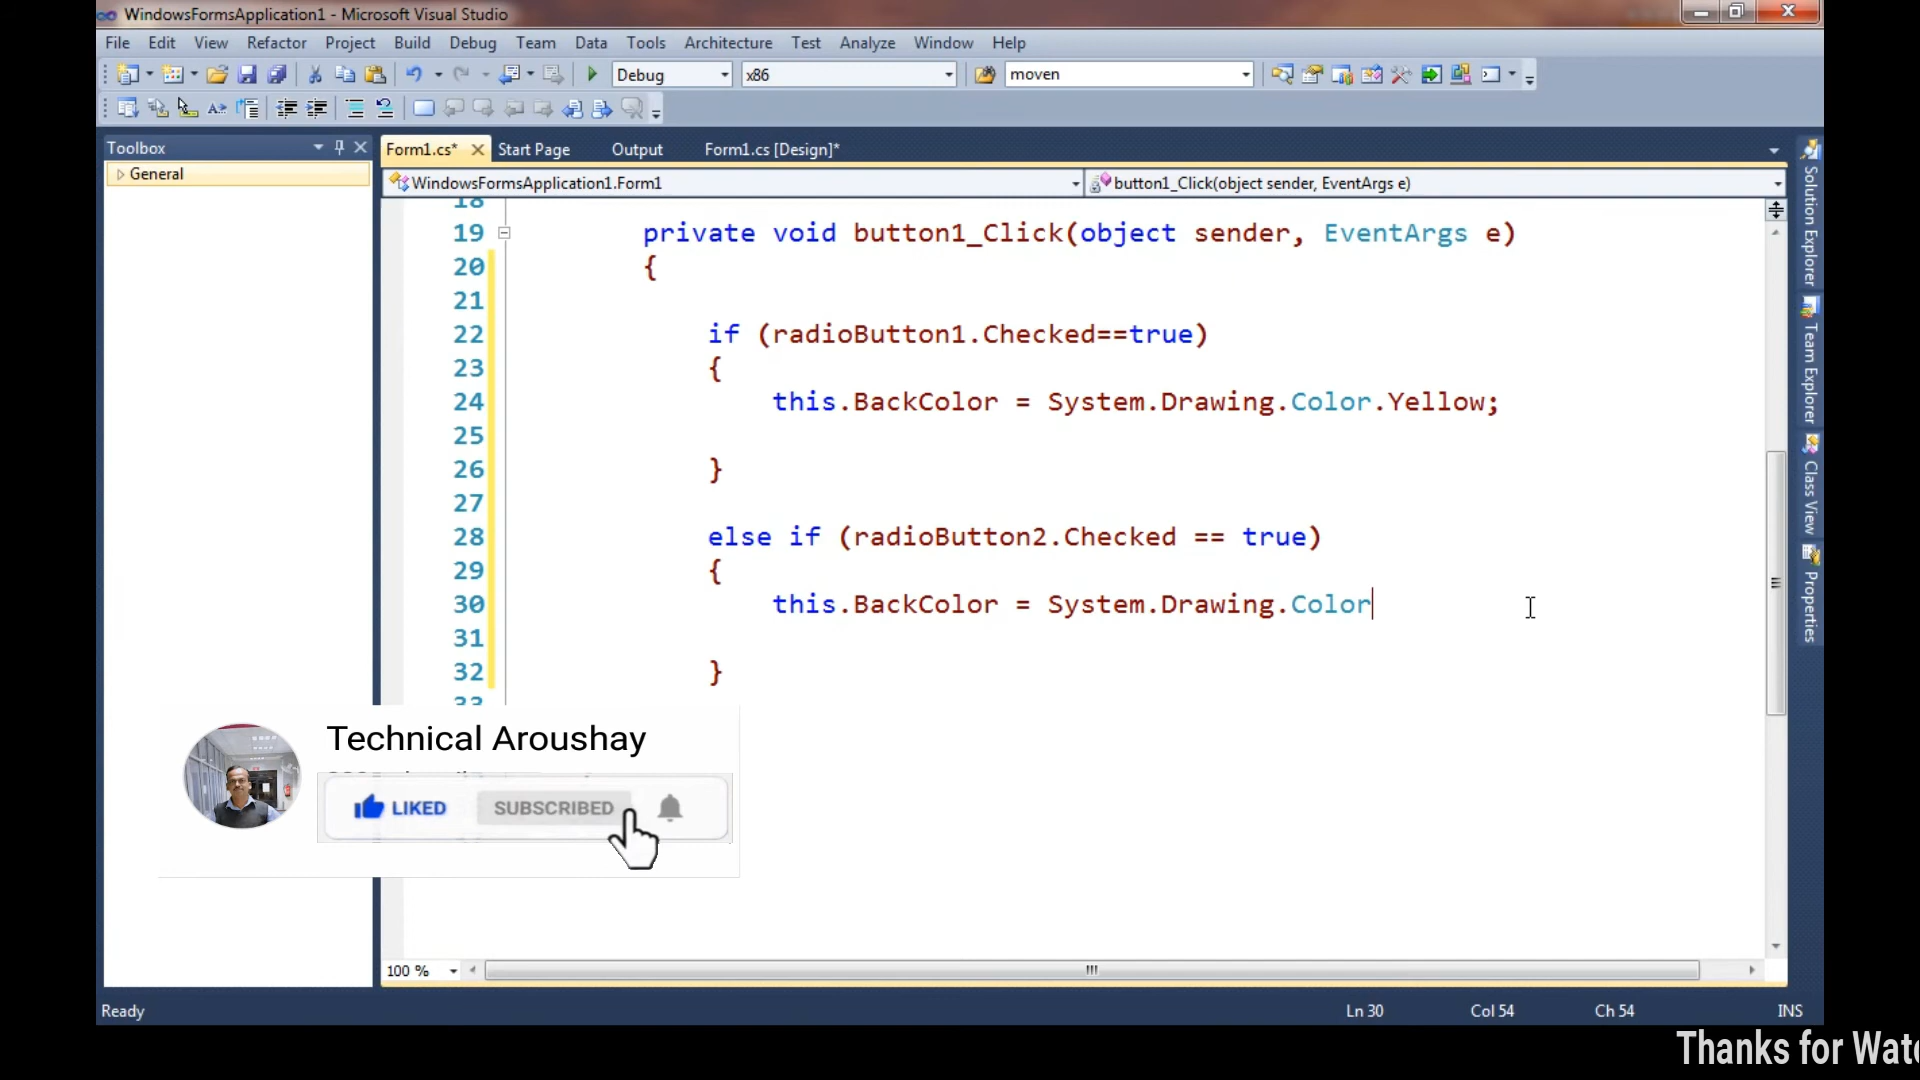 WindowsFormsApplication1 - Microsoft Visual Studio
File Edit View Refactor Project Build Debug Team Data Tools Architecture Test Analyze Window Help
Debug x86 moven
Toolbox
General
Form1.cs* Start Page Output Form1.cs [Design]*
WindowsFormsApplication1.Form1 button1_Click(object sender, EventArgs e)
18
19 private void button1_Click(object sender, EventArgs e)
20 {
21
22 if (radioButton1.Checked==true)
23 {
24 this.BackColor = System.Drawing.Color.Yellow;
25
26 }
27
28 else if (radioButton2.Checked == true)
29 {
30 this.BackColor = System.Drawing.Color
31
32 }
33
Technical Aroushay
LIKED SUBSCRIBED
100 %
Ready Ln 30 Col 54 Ch 54 INS
Solution Explorer
Team Explorer
Class View
Properties
Thanks for Wat